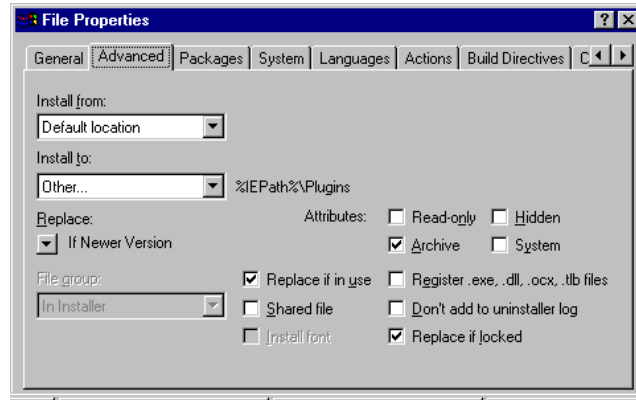 File Properties
General Advanced Packages System Languages Actions Build Directives
Install from:
Default location
Install to:
Other... %IEPath%\Plugins
Replace: Attributes: Read-only Hidden
If Newer Version Archive System
File group: Replace if in use Register .exe, .dll, .ocx, .tlb files
In Installer Shared file Don't add to uninstaller log
Install font Replace if locked